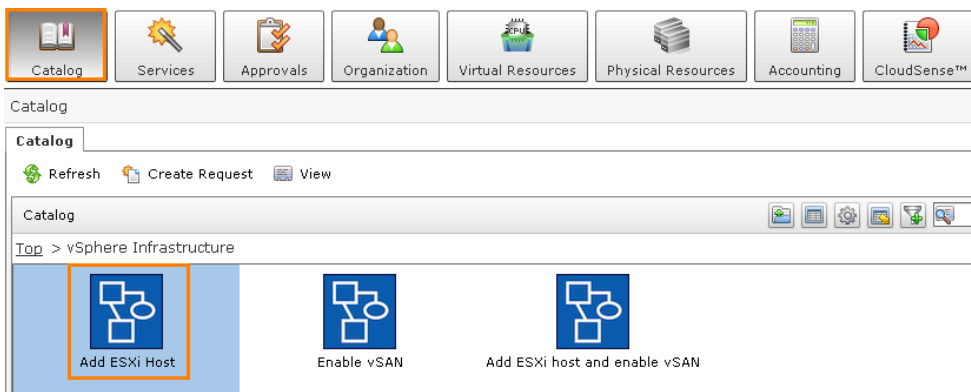 CPU
Catalog Services Approvals Organization Virtual Resources Physical Resources Accounting CloudSense™
Catalog
Catalog
Refresh Create Request View
Catalog
Top > vSphere Infrastructure
Add ESXi Host Enable vSAN Add ESXi host and enable vSAN